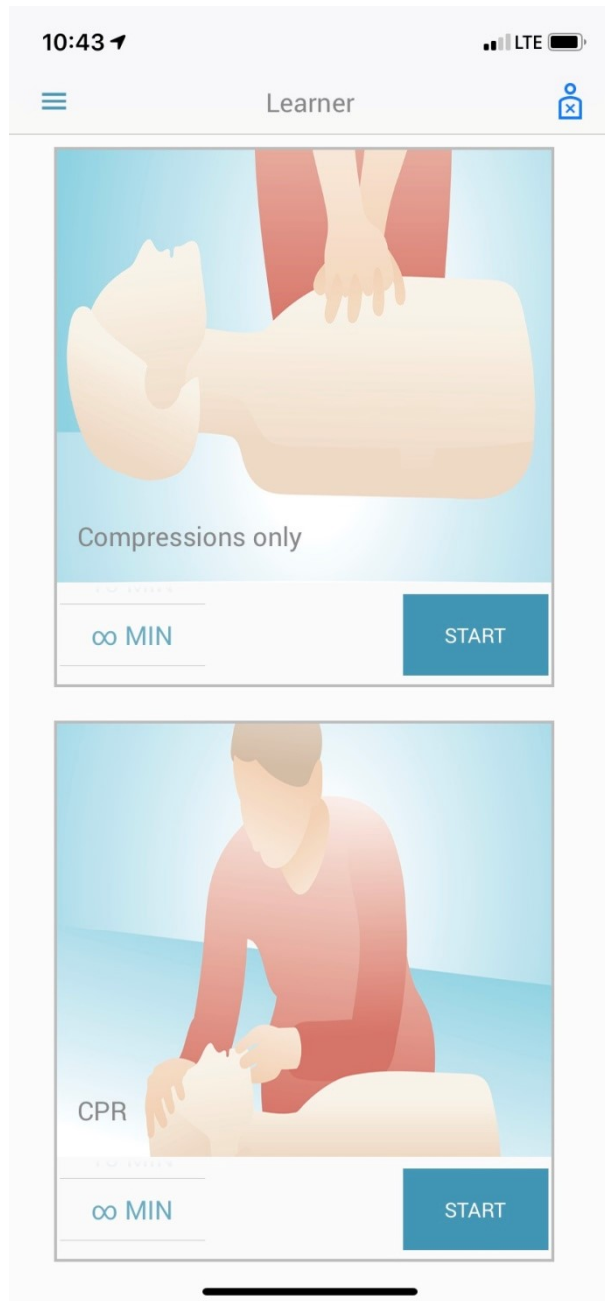 10:43
LTE
Learner
Compressions only
∞ MIN
START
CPR
∞ MIN
START